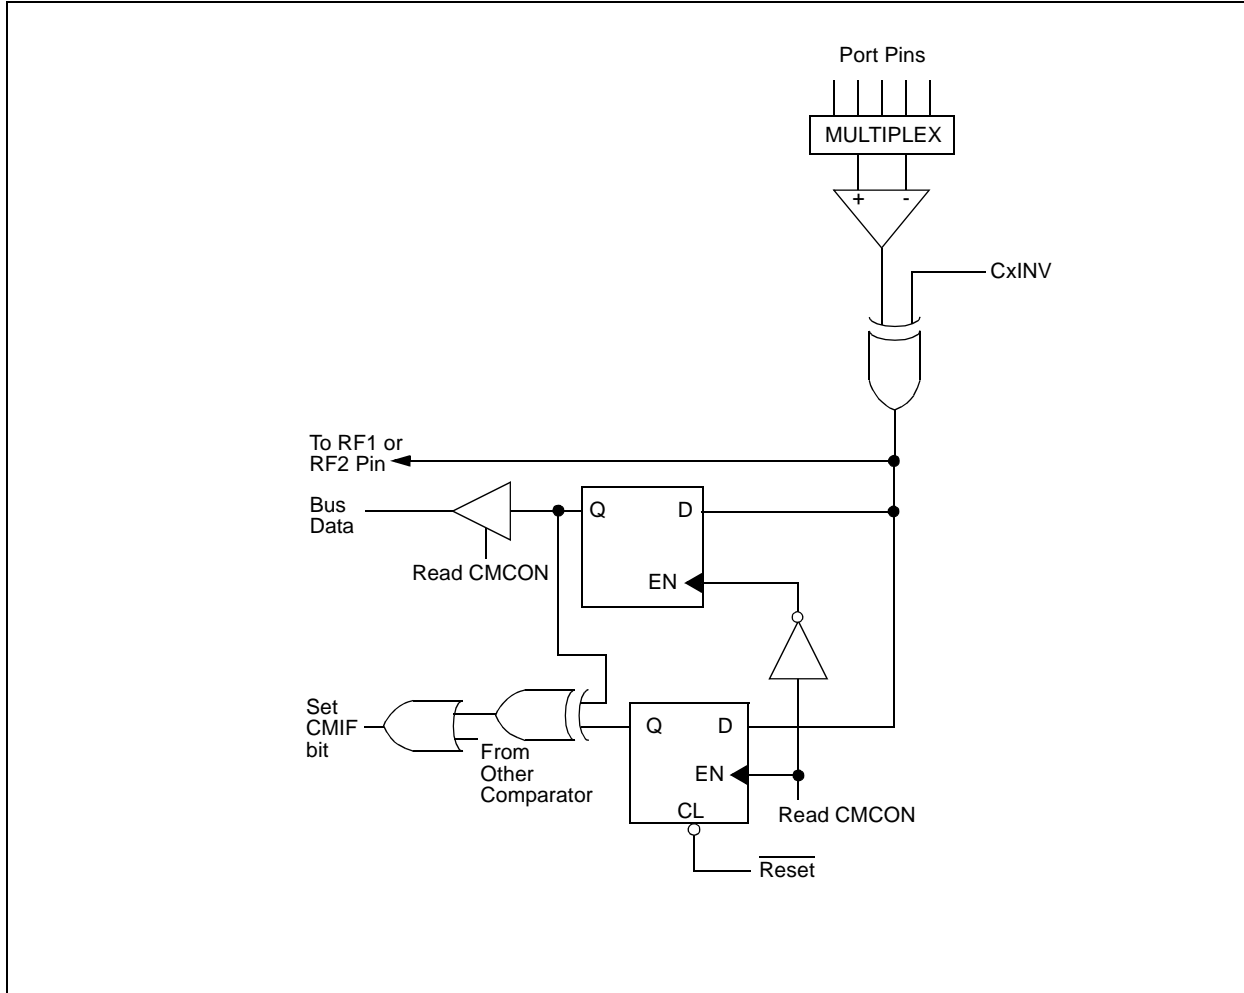 Port Pins
MULTIPLEX
+ -
CxINV
To RF1 or
RF2 Pin
Bus
Data
Q D
EN
Read CMCON
Set
CMIF
bit
From
Other
Comparator
Q D
EN
CL
Read CMCON
Reset